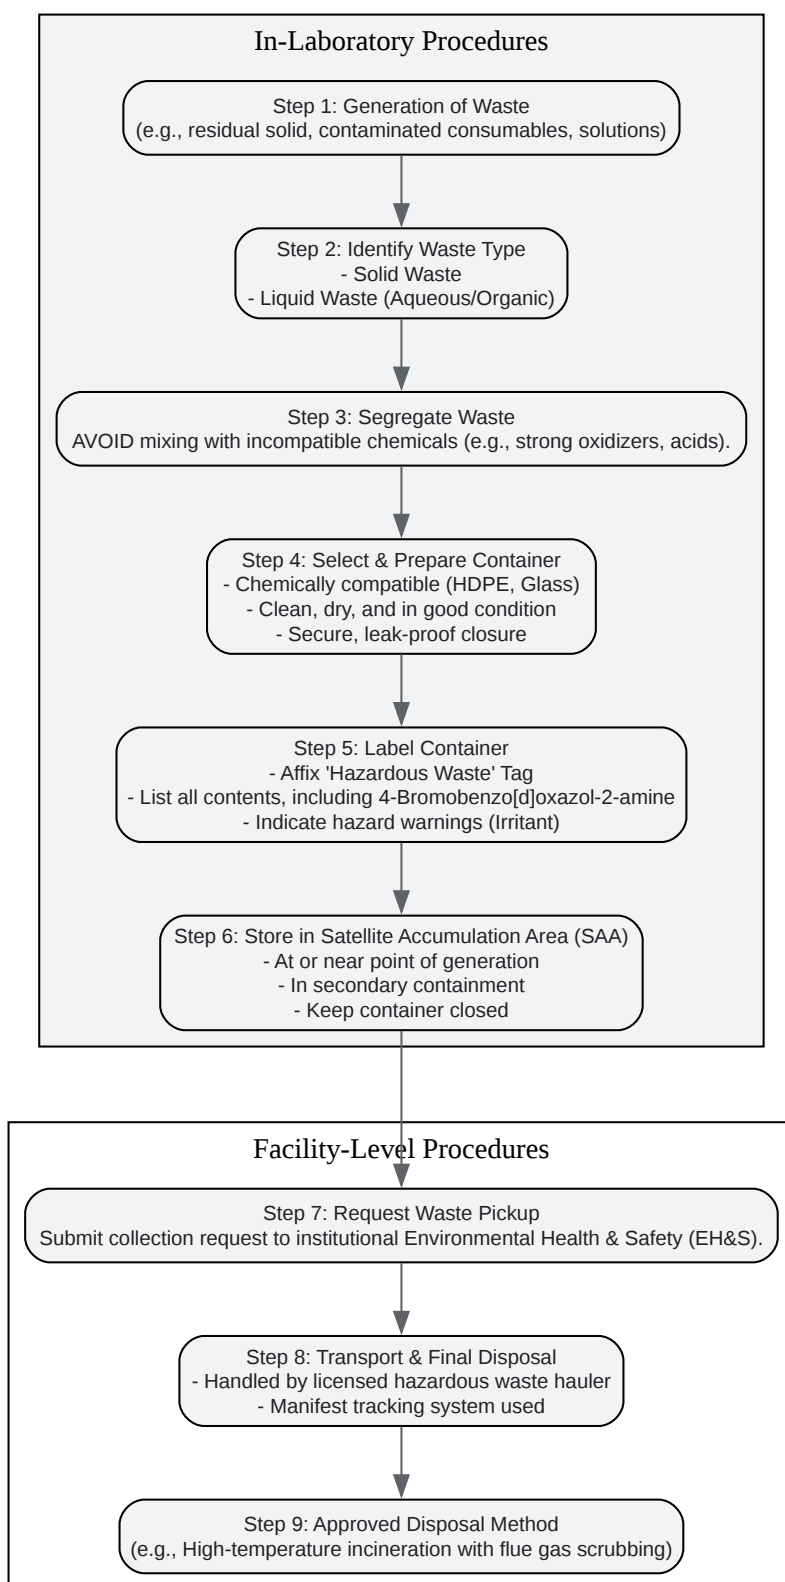 In-Laboratory Procedures
Step 1: Generation of Waste
(e.g., residual solid, contaminated consumables, solutions)
Step 2: Identify Waste Type
- Solid Waste
- Liquid Waste (Aqueous/Organic)
Step 3: Segregate Waste
AVOID mixing with incompatible chemicals (e.g., strong oxidizers, acids).
Step 4: Select & Prepare Container
- Chemically compatible (HDPE, Glass)
- Clean, dry, and in good condition
- Secure, leak-proof closure
Step 5: Label Container
- Affix 'Hazardous Waste' Tag
- List all contents, including 4-Bromobenzo[d]oxazol-2-amine
- Indicate hazard warnings (Irritant)
Step 6: Store in Satellite Accumulation Area (SAA)
- At or near point of generation
- In secondary containment
- Keep container closed
Facility-Level Procedures
Step 7: Request Waste Pickup
Submit collection request to institutional Environmental Health & Safety (EH&S).
Step 8: Transport & Final Disposal
- Handled by licensed hazardous waste hauler
- Manifest tracking system used
Step 9: Approved Disposal Method
(e.g., High-temperature incineration with flue gas scrubbing)